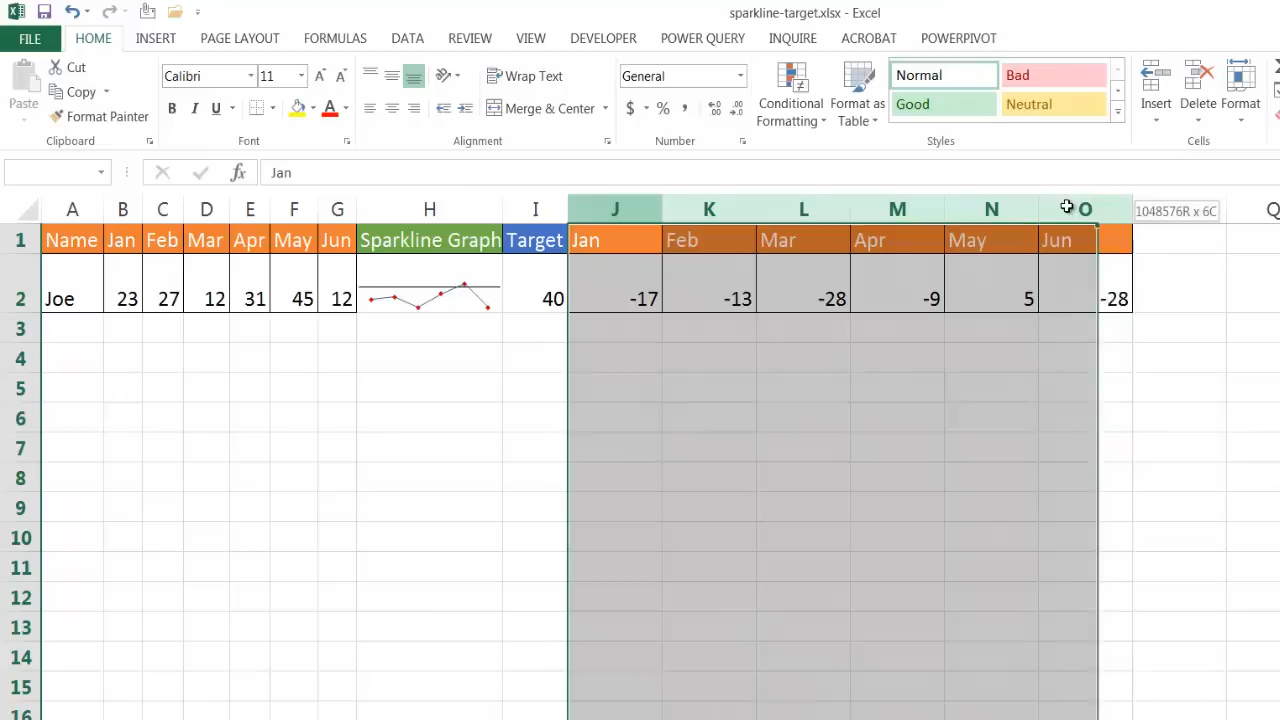 sparkline-target.xlsx - Excel
FILE HOME INSERT PAGE LAYOUT FORMULAS DATA REVIEW VIEW DEVELOPER POWER QUERY INQUIRE ACROBAT POWERPIVOT
Paste
Cut
Copy
Format Painter
Clipboard
Calibri 11
B I U
Font
Wrap Text
Merge & Center
Alignment
General
$ % ,
Number
Conditional Formatting
Format as Table
Normal Bad
Good Neutral
Styles
Insert Delete Format
Cells
fx Jan
A B C D E F G H I J K L M N O 1048576R x 6C Q
1 Name Jan Feb Mar Apr May Jun Sparkline Graph Target Jan Feb Mar Apr May Jun
2 Joe 23 27 12 31 45 12 40 -17 -13 -28 -9 5 -28
3
4
5
6
7
8
9
10
11
12
13
14
15
16